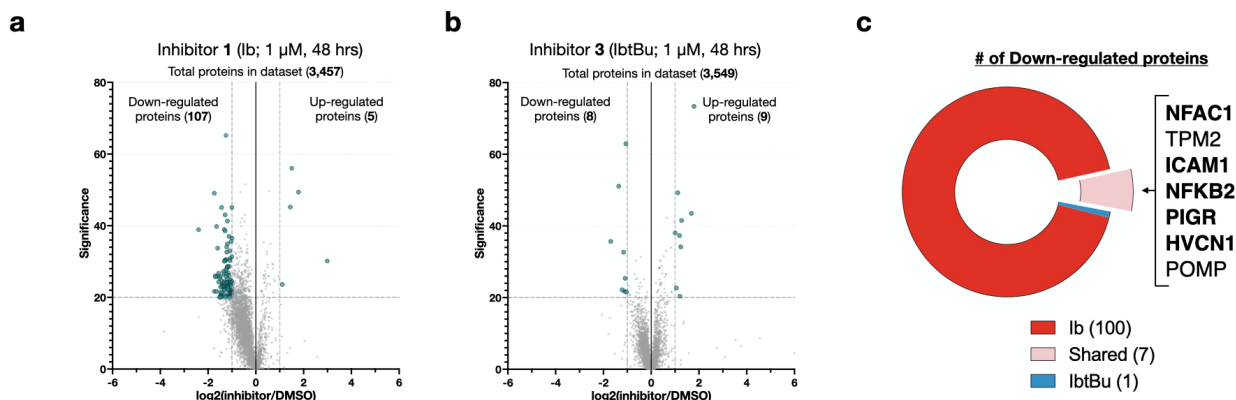 a
Inhibitor 1 (Ib; 1 µM, 48 hrs)
Total proteins in dataset (3,457)
Down-regulated
proteins (107)
Up-regulated
proteins (5)
Significance
80
60
40
20
0
-6
-4
-2
0
2
4
6
log2(inhibitor/DMSO)
b
Inhibitor 3 (IbtBu; 1 µM, 48 hrs)
Total proteins in dataset (3,549)
Down-regulated
proteins (8)
Up-regulated
proteins (9)
Significance
80
60
40
20
0
-6
-4
-2
0
2
4
6
log2(inhibitor/DMSO)
c
# of Down-regulated proteins
NFAC1
TPM2
ICAM1
NFKB2
PIGR
HVCN1
POMP
Ib (100)
Shared (7)
IbtBu (1)